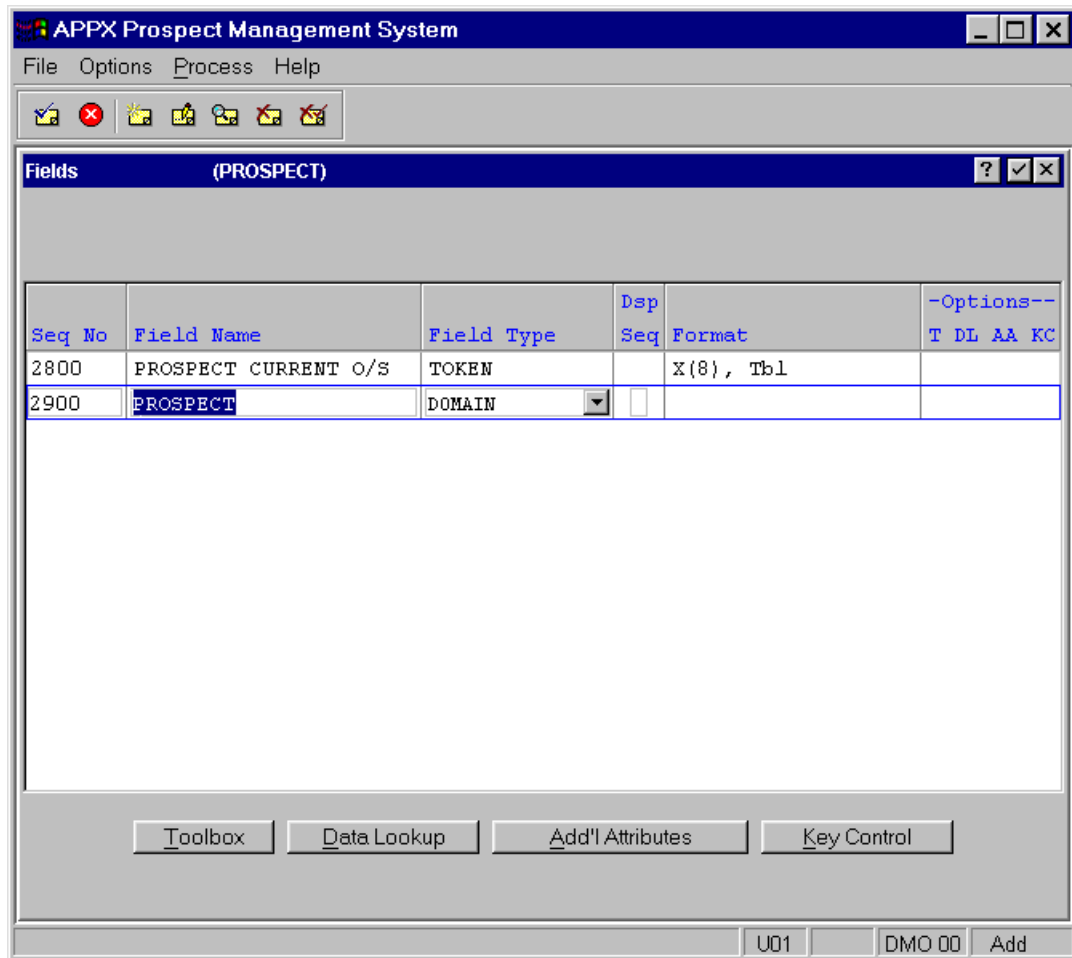 APPX Prospect Management System
File Options Process Help
Fields (PROSPECT)
Dsp -Options--
Seq No Field Name Field Type Seq Format T DL AA KC
2800 PROSPECT CURRENT O/S TOKEN X(8), Tbl
2900 PROSPECT DOMAIN
Toolbox Data Lookup Add'l Attributes Key Control
U01 DMO 00 Add